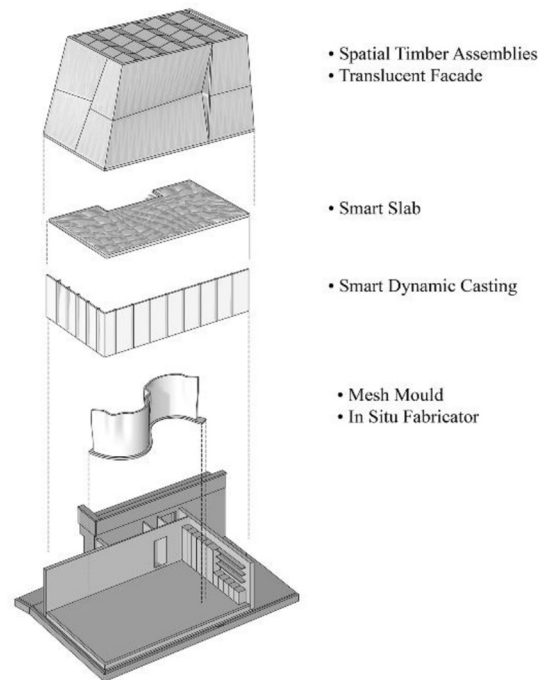 • Spatial Timber Assemblies
• Translucent Facade
• Smart Slab
• Smart Dynamic Casting
• Mesh Mould
• In Situ Fabricator